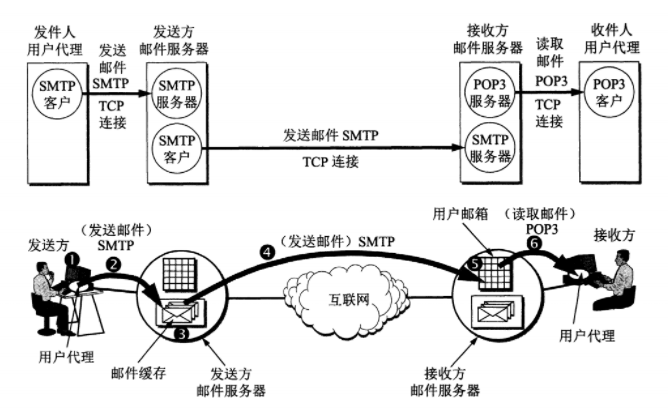 发件人
用户代理
发送
邮件
SMTP
TCP
连接
SMTP
客户
发送方
邮件服务器
SMTP
服务器
SMTP
客户
发送邮件 SMTP
TCP 连接
接收方
邮件服务器
POP3
服务器
SMTP
服务器
读取
邮件
POP3
TCP
连接
收件人
用户代理
POP3
客户
发送方
❶
(发送邮件)
SMTP
❷
❸
❹
(发送邮件) SMTP
用户邮箱
❺
(读取邮件)
POP3
❻
接收方
互联网
用户代理
邮件缓存
发送方
邮件服务器
接收方
邮件服务器
用户代理